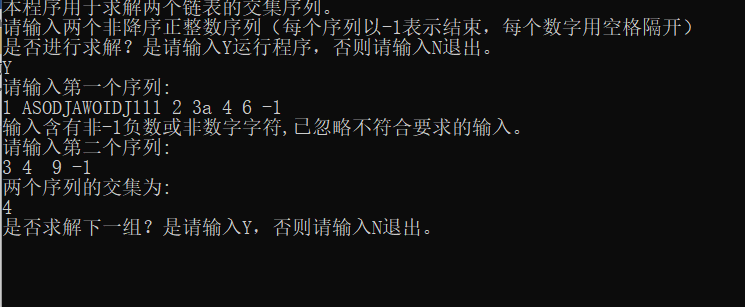 本程序用于求解两个链表的交集序列。
请输入两个非降序正整数序列（每个序列以-1表示结束，每个数字用空格隔开）
是否进行求解？是请输入Y运行程序，否则请输入N退出。
Y
请输入第一个序列:
1 ASODJAWOIDJ111 2 3a 4 6 -1
输入含有非-1负数或非数字字符,已忽略不符合要求的输入。
请输入第二个序列:
3 4  9 -1
两个序列的交集为:
4
是否求解下一组？是请输入Y，否则请输入N退出。